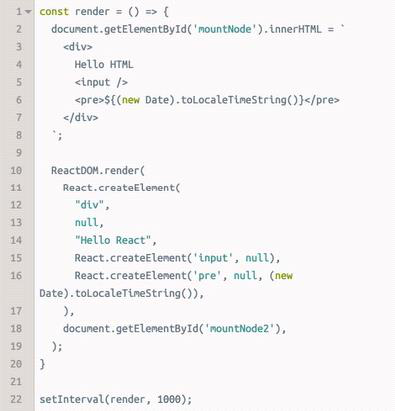 1 const render = () => {
2   document.getElementById('mountNode').innerHTML = `
3     <div>
4       Hello HTML
5       <input />
6       <pre>${(new Date).toLocaleTimeString()}</pre>
7     </div>
8   `;
9
10   ReactDOM.render(
11     React.createElement(
12       "div",
13       null,
14       "Hello React",
15       React.createElement('input', null),
16       React.createElement('pre', null, (new
Date).toLocaleTimeString()),
17     ),
18     document.getElementById('mountNode2'),
19   );
20 }
21
22 setInterval(render, 1000);